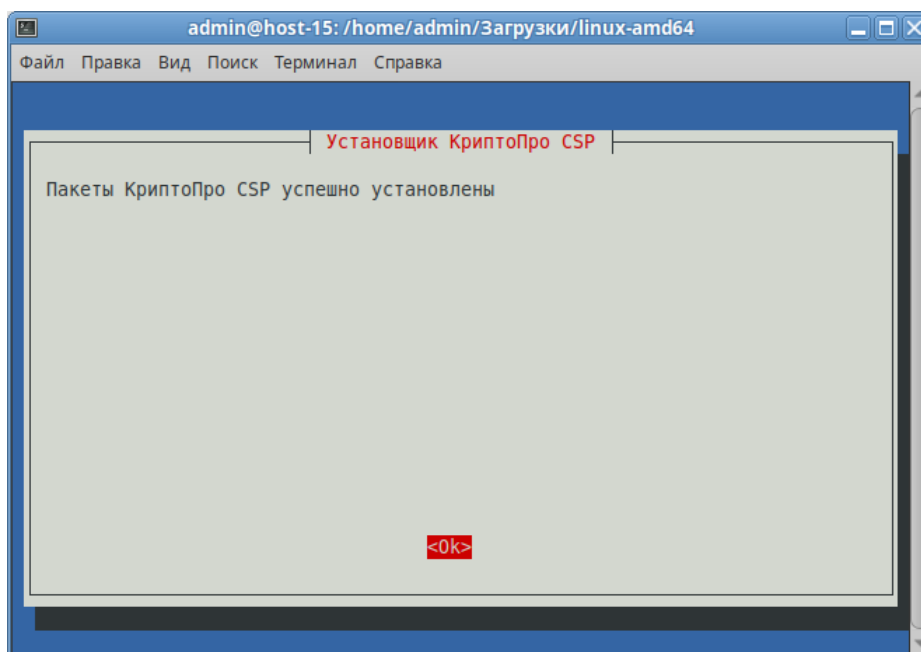 admin@host-15: /home/admin/Загрузки/linux-amd64
Файл Правка Вид Поиск Терминал Справка
Установщик КриптоПро CSP
Пакеты КриптоПро CSP успешно установлены
<Ok>